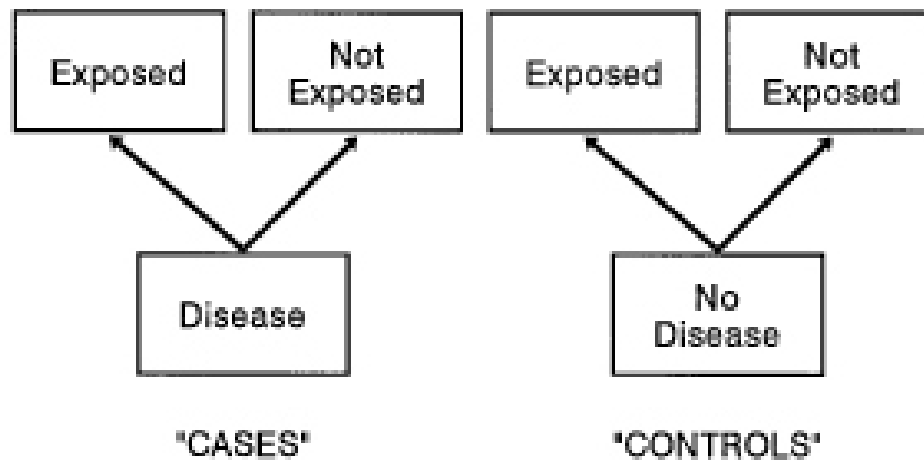 Exposed
Not
Exposed
Exposed
Not
Exposed
Disease
No
Disease
"CASES"
"CONTROLS"